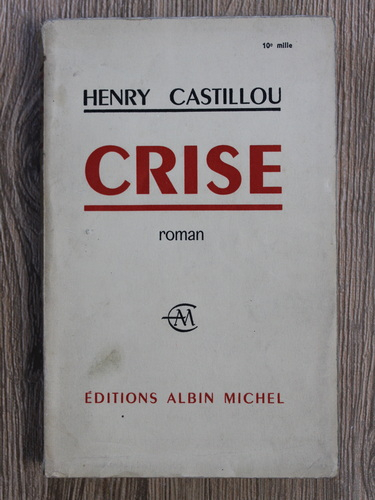 10e mille
HENRY CASTILLOU
CRISE
roman
AM
ÉDITIONS ALBIN MICHEL